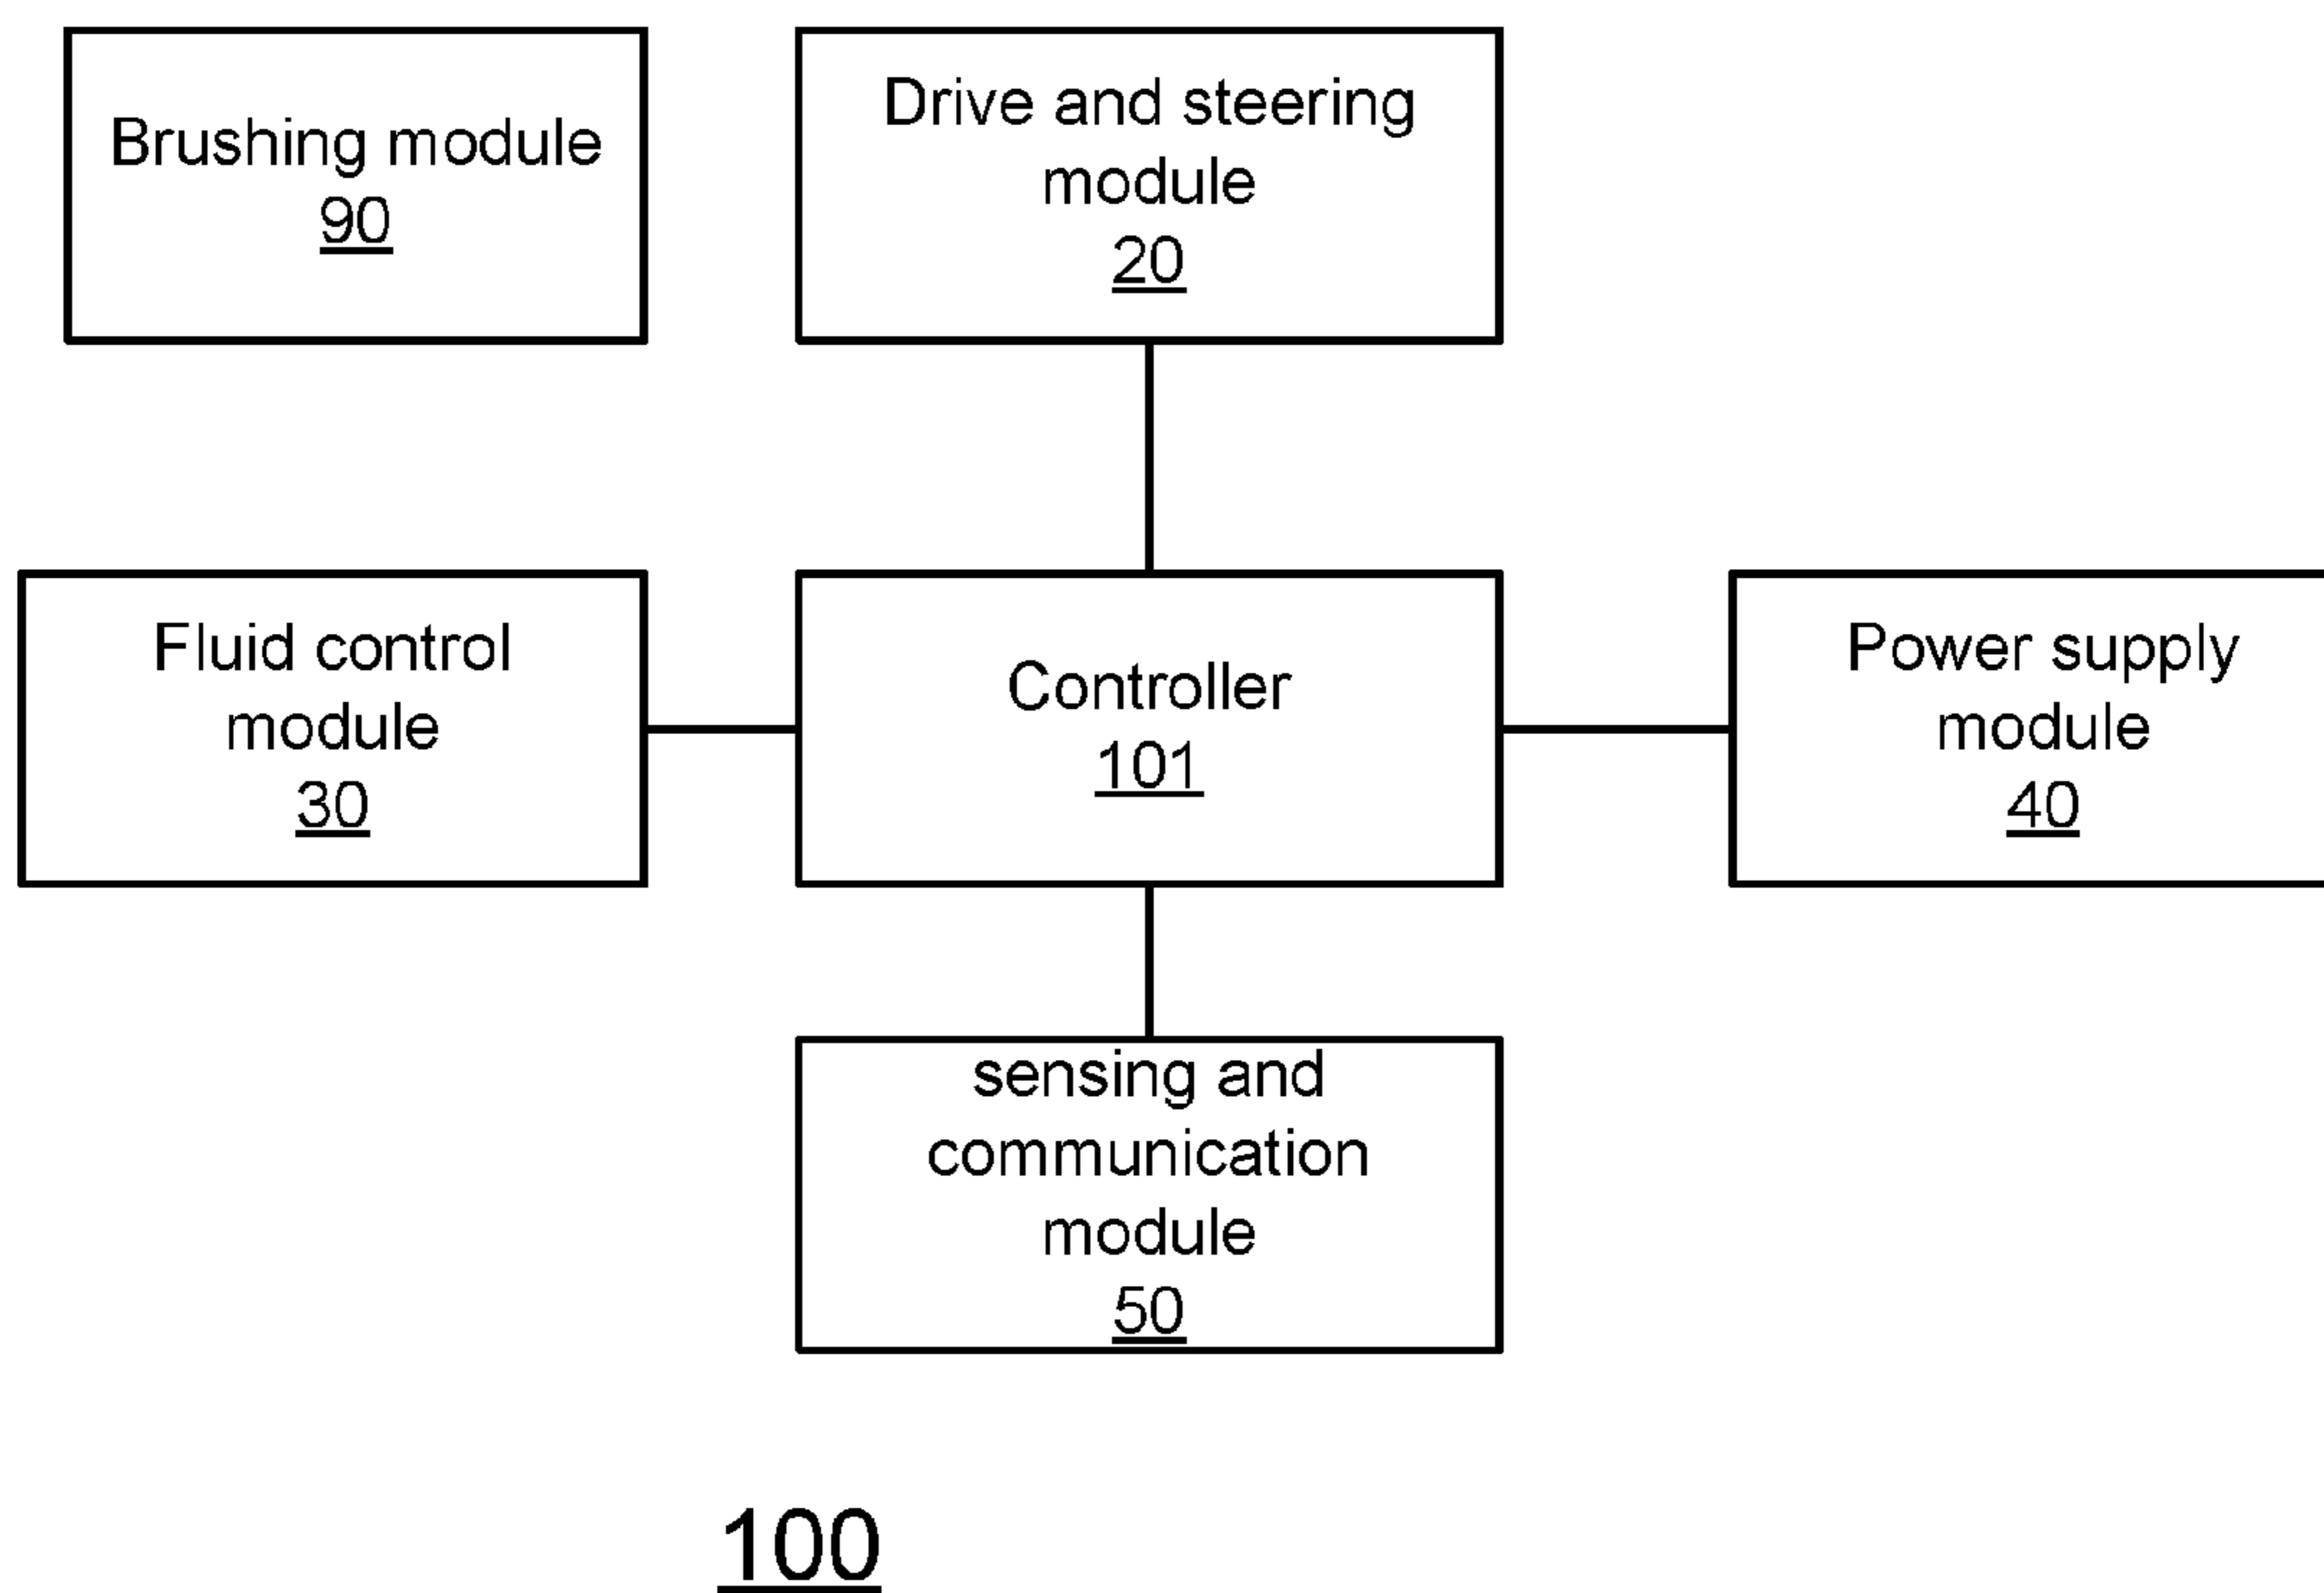 Brushing module
90
Drive and steering
module
20
Fluid control
module
30
Controller
101
Power supply
module
40
sensing and
communication
module
50
100